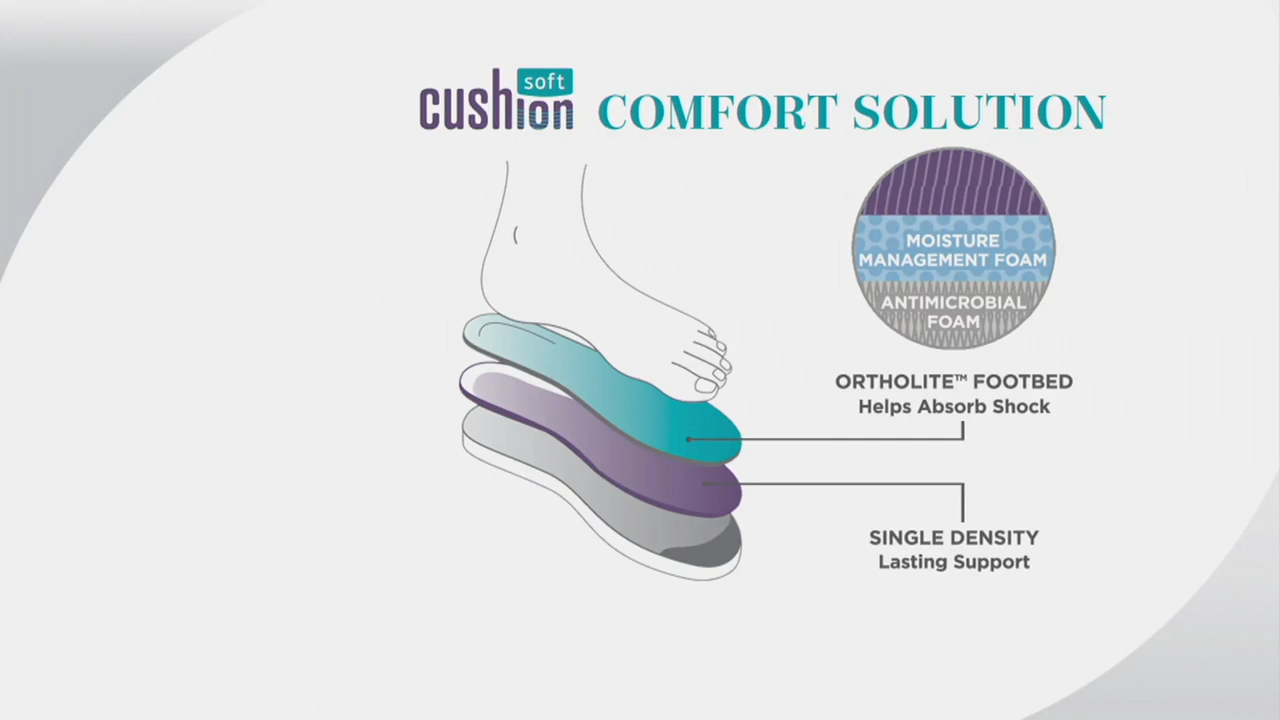 cushion soft COMFORT SOLUTION
MOISTURE
MANAGEMENT FOAM
ANTIMICROBIAL
FOAM
ORTHOLITE™ FOOTBED
Helps Absorb Shock
SINGLE DENSITY
Lasting Support